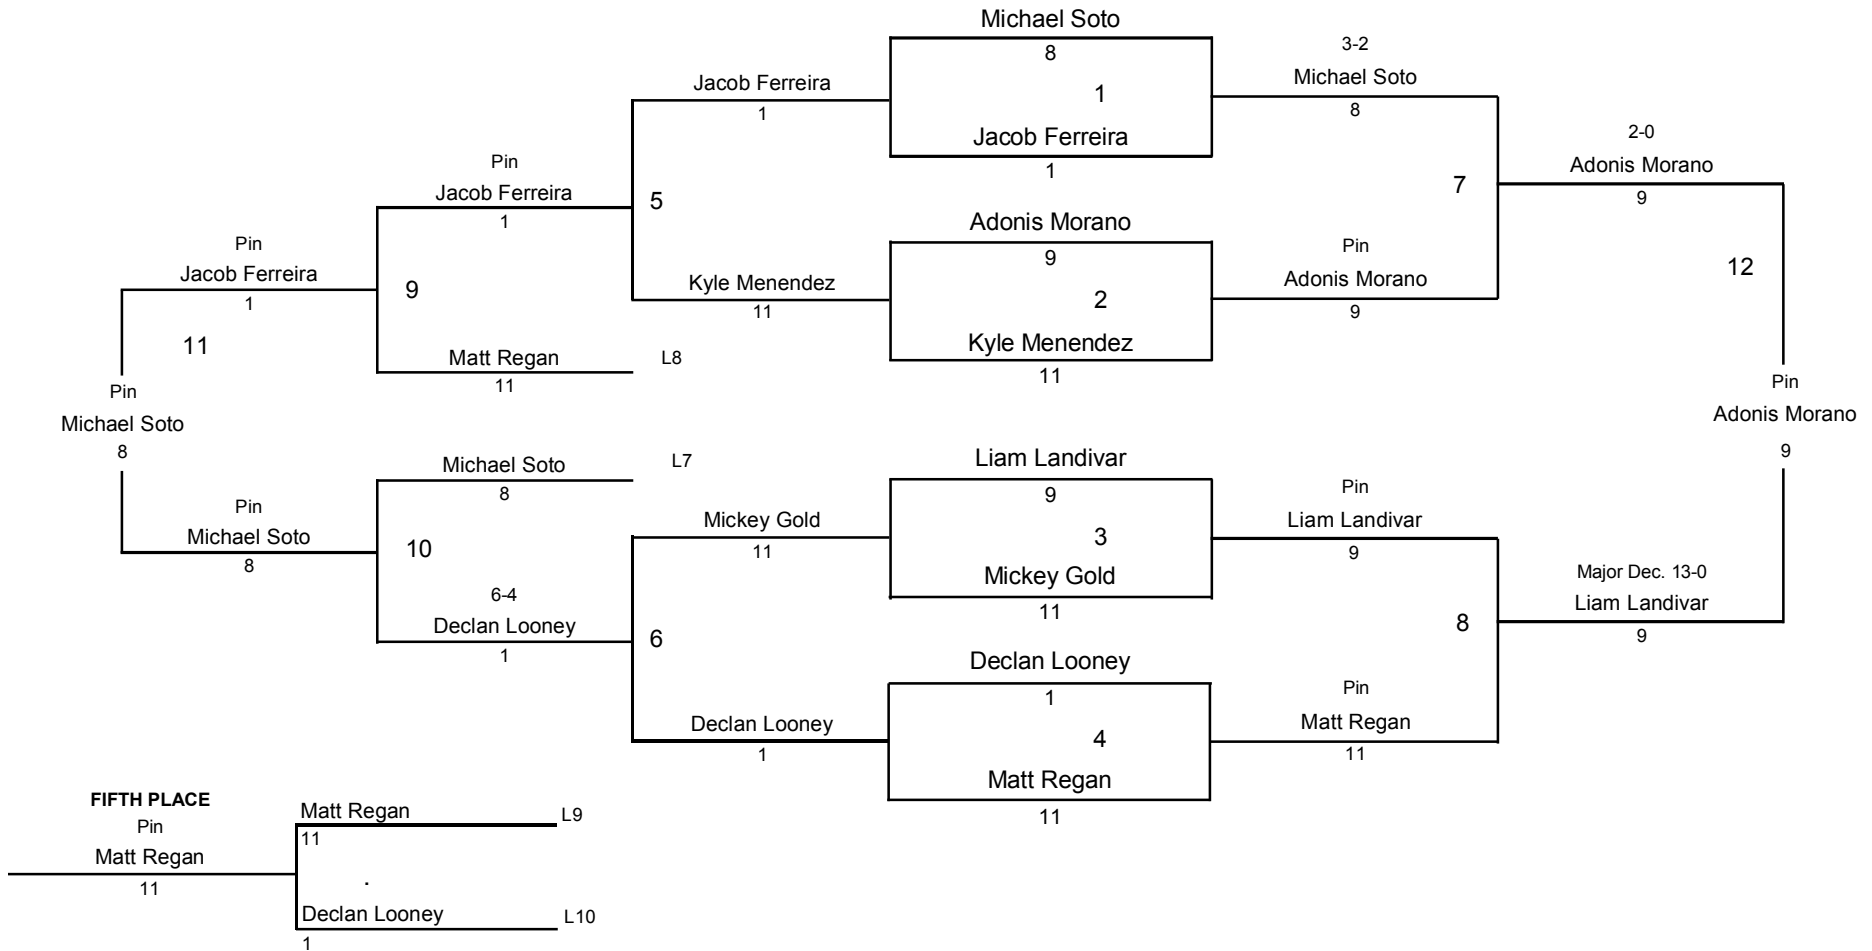 Michael Soto
8
1
Jacob Ferreira
1
Adonis Morano
9
2
Kyle Menendez
11
Liam Landivar
9
3
Mickey Gold
11
Declan Looney
1
4
Matt Regan
11
3-2
Michael Soto
8
Pin
Adonis Morano
9
7
Pin
Liam Landivar
9
Pin
Matt Regan
11
8
2-0
Adonis Morano
9
12
Major Dec. 13-0
Liam Landivar
9
Pin
Adonis Morano
9
Jacob Ferreira
1
5
Kyle Menendez
11
Mickey Gold
11
6
Declan Looney
1
Pin
Jacob Ferreira
1
9
Matt Regan
L8
11
Michael Soto
L7
8
10
6-4
Declan Looney
1
Pin
Jacob Ferreira
1
11
Pin
Michael Soto
8
Pin
Michael Soto
8
FIFTH PLACE
Pin
Matt Regan
11
Matt Regan
L9
11
.
Declan Looney
L10
1